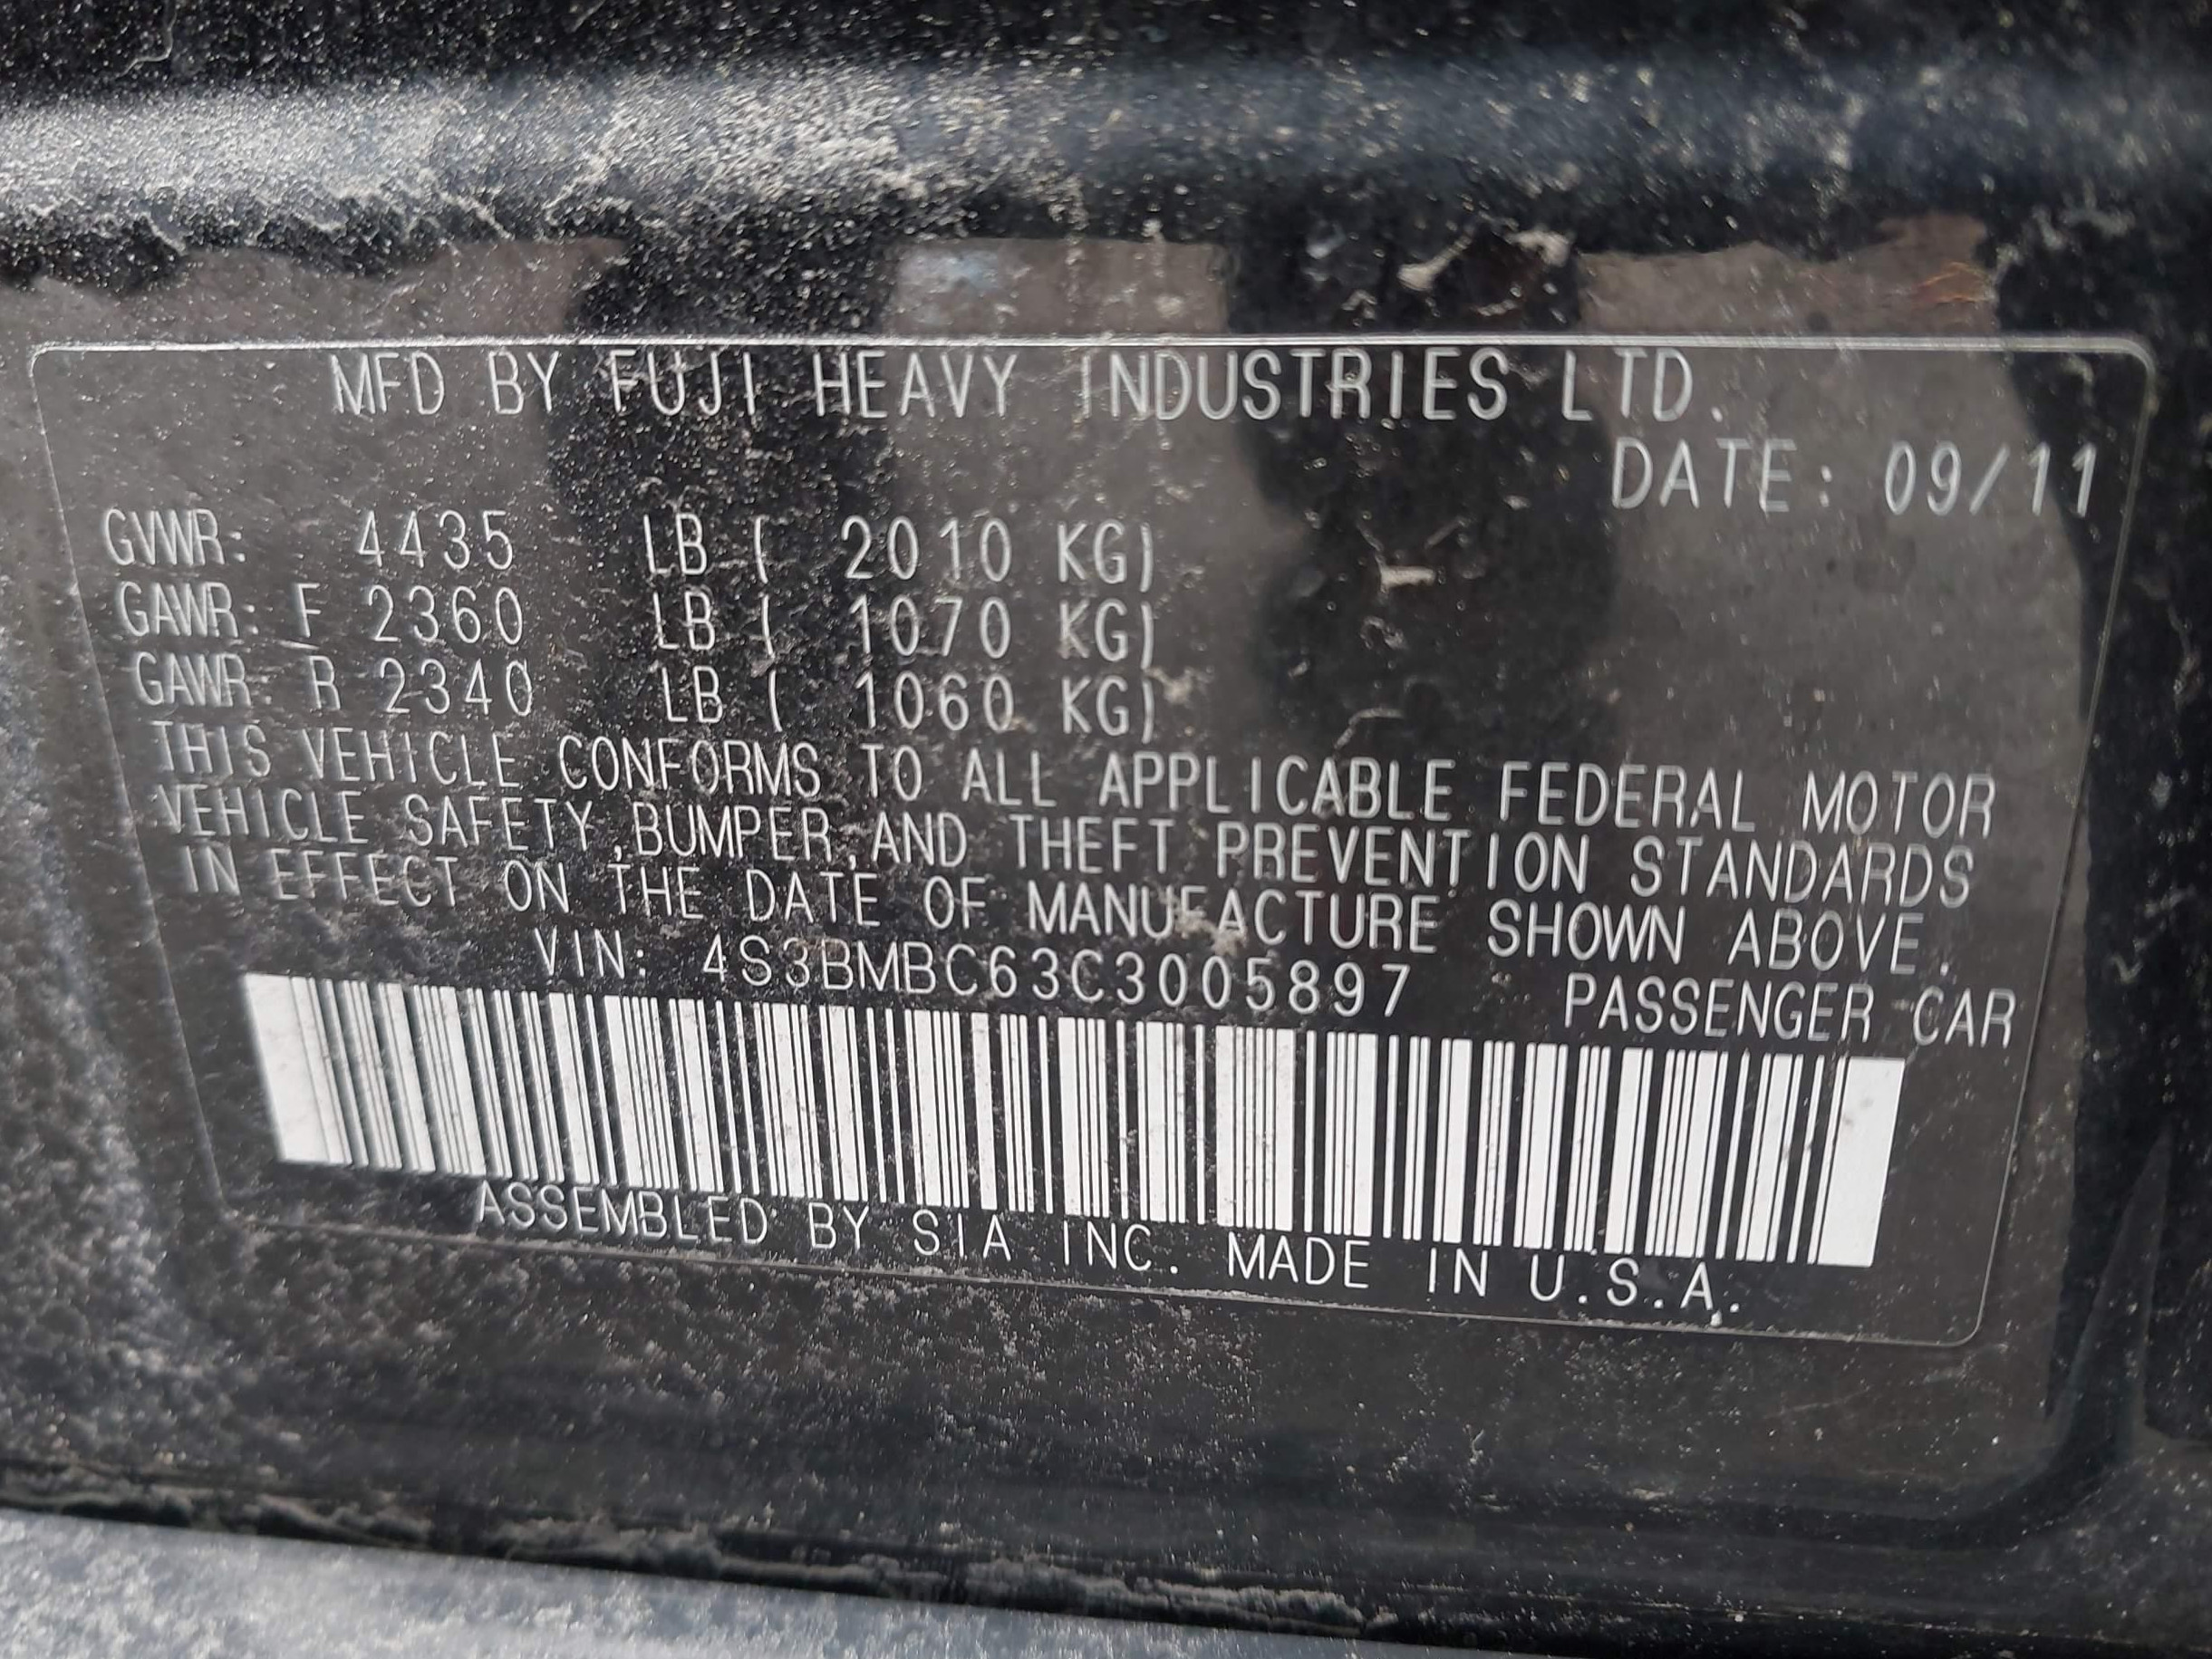 MFD BY FUJI HEAVY INDUSTRIES LTD.
DATE: 09/11
GVWR: 4435 LB ( 2010 KG)
GAWR: F 2360 LB ( 1070 KG)
GAWR: R 2340 LB ( 1060 KG)
THIS VEHICLE CONFORMS TO ALL APPLICABLE FEDERAL MOTOR
VEHICLE SAFETY,BUMPER,AND THEFT PREVENTION STANDARDS
IN EFFECT ON THE DATE OF MANUFACTURE SHOWN ABOVE.
VIN: 4S3BMBC63C3005897 PASSENGER CAR
ASSEMBLED BY SIA INC. MADE IN U.S.A.